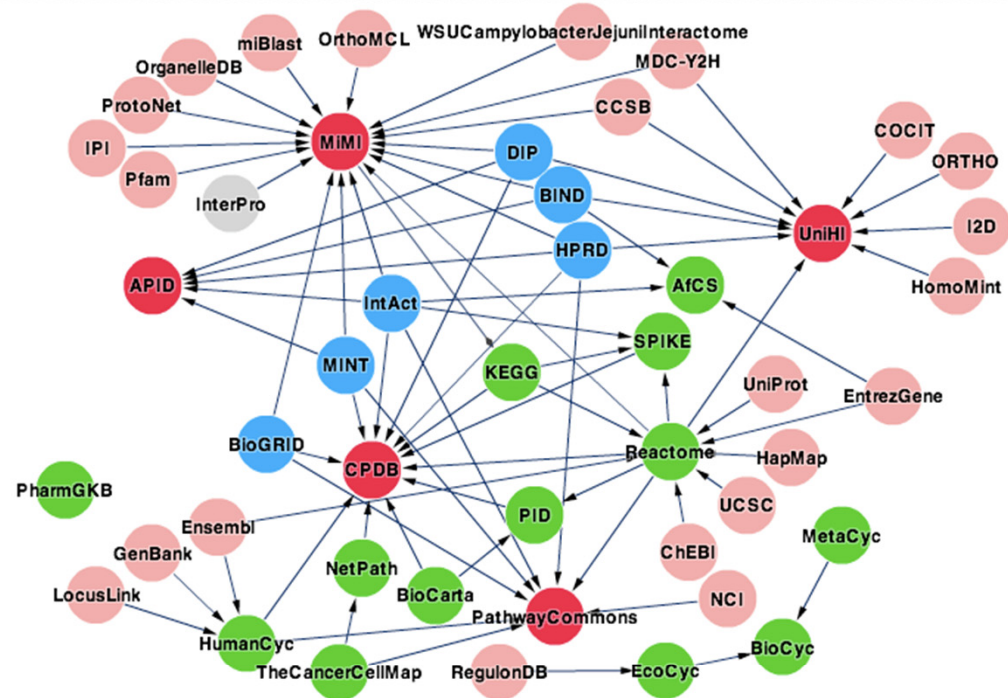 WSUCampylobacterJejuniInteractome
OrthoMCL
miBlast
MDC-Y2H
OrganelleDB
ProtoNet
CCSB
COCIT
MiMI
IPI
DIP
ORTHO
Pfam
BIND
InterPro
I2D
UniHI
HPRD
APID
AfCS
HomoMint
IntAct
SPIKE
MINT
KEGG
UniProt
EntrezGene
BioGRID
Reactome
HapMap
CPDB
PharmGKB
UCSC
PID
Ensembl
MetaCyc
GenBank
ChEBI
NetPath
LocusLink
BioCarta
NCI
PathwayCommons
HumanCyc
BioCyc
TheCancerCellMap
RegulonDB
EcoCyc